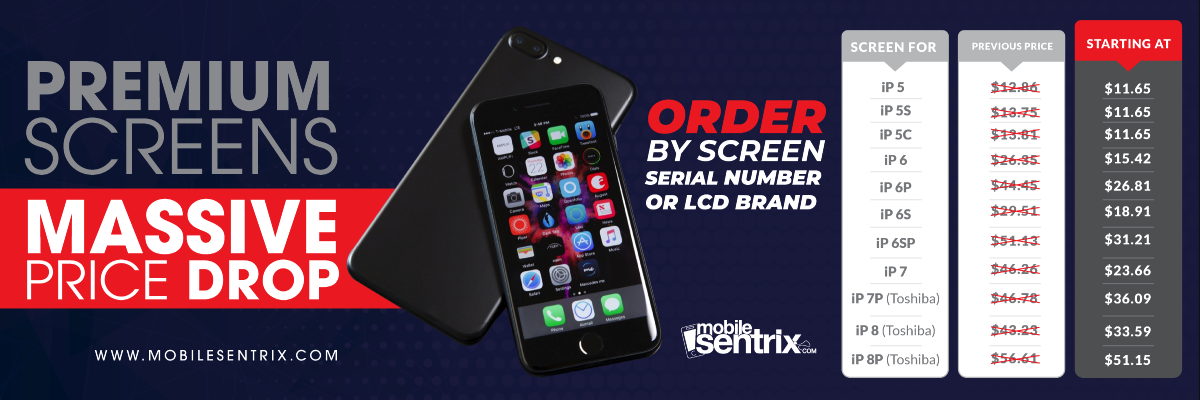 PREMIUM
SCREENS
MASSIVE
PRICE DROP
WWW.MOBILESENTRIX.COM
ORDER
BY SCREEN
SERIAL NUMBER
OR LCD BRAND
mobile
sentrix.COM
SCREEN FOR PREVIOUS PRICE STARTING AT
iP 5 $12.86 $11.65
iP 5S $13.75 $11.65
iP 5C $13.81 $11.65
iP 6 $26.35 $15.42
iP 6P $44.45 $26.81
iP 6S $29.51 $18.91
iP 6SP $51.13 $31.21
iP 7 $46.26 $23.66
iP 7P (Toshiba) $46.78 $36.09
iP 8 (Toshiba) $43.23 $33.59
iP 8P (Toshiba) $56.61 $51.15